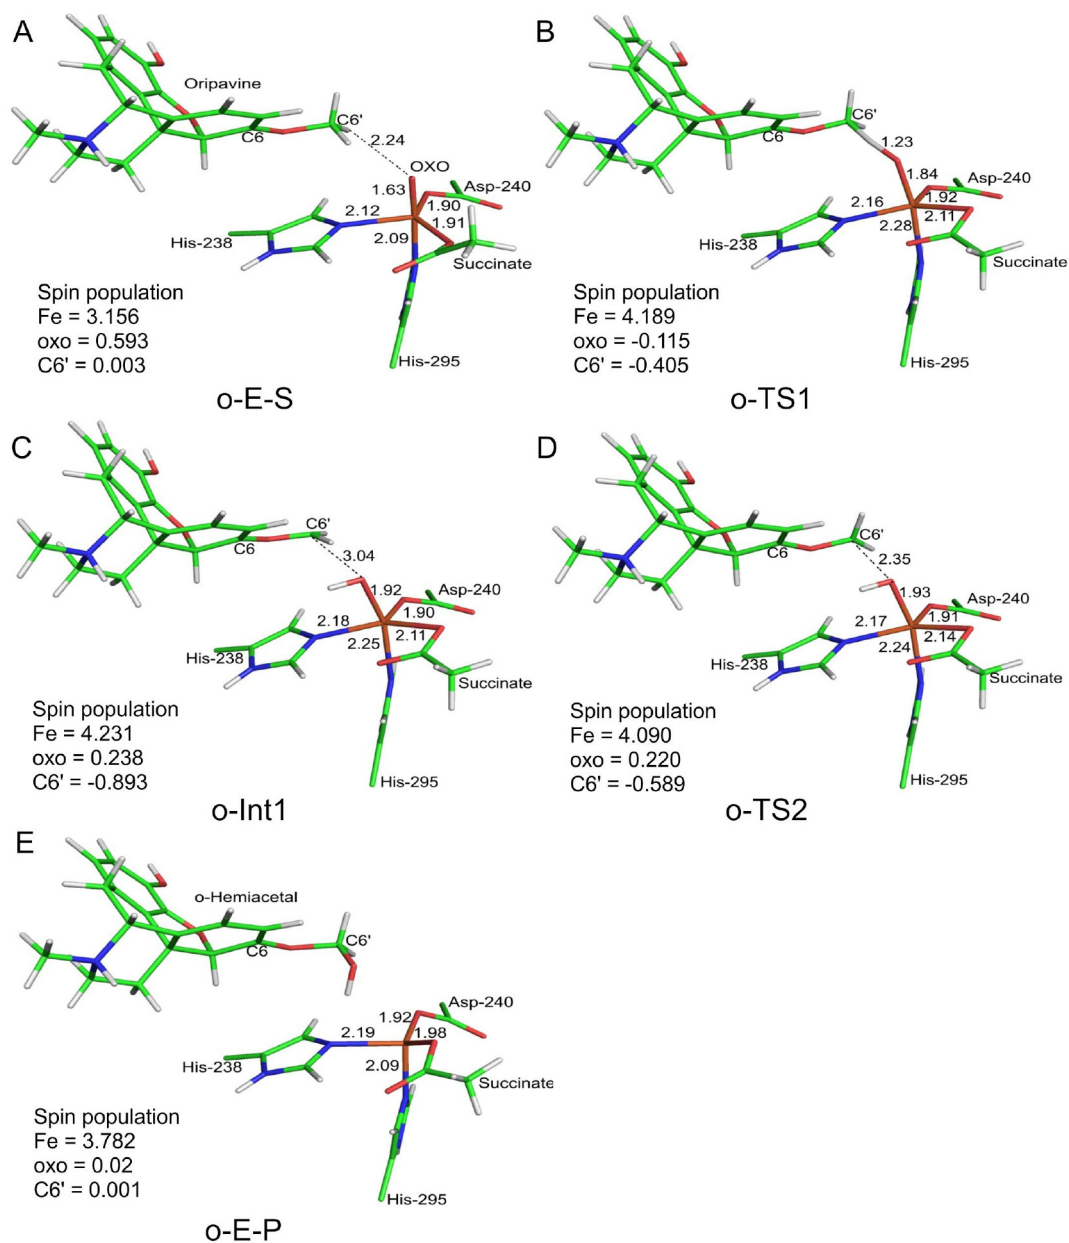 A
Oripavine
C6'
C6
2.24
OXO
1.63
Asp-240
1.90
2.12
1.91
2.09
His-238
Succinate
Spin population
Fe = 3.156
oxo = 0.593
C6' = 0.003
His-295
o-E-S
B
C6'
C6
1.23
1.84
Asp-240
2.16
1.92
2.11
2.28
His-238
Succinate
Spin population
Fe = 4.189
oxo = -0.115
C6' = -0.405
His-295
o-TS1
C
C6'
C6
3.04
1.92
Asp-240
1.90
2.18
2.11
2.25
His-238
Succinate
Spin population
Fe = 4.231
oxo = 0.238
C6' = -0.893
His-295
o-Int1
D
C6'
C6
2.35
1.93
Asp-240
1.91
2.17
2.14
2.24
His-238
Succinate
Spin population
Fe = 4.090
oxo = 0.220
C6' = -0.589
His-295
o-TS2
E
o-Hemiacetal
C6'
C6
Asp-240
1.92
2.19
1.98
2.09
His-238
Succinate
Spin population
Fe = 3.782
oxo = 0.02
C6' = 0.001
His-295
o-E-P